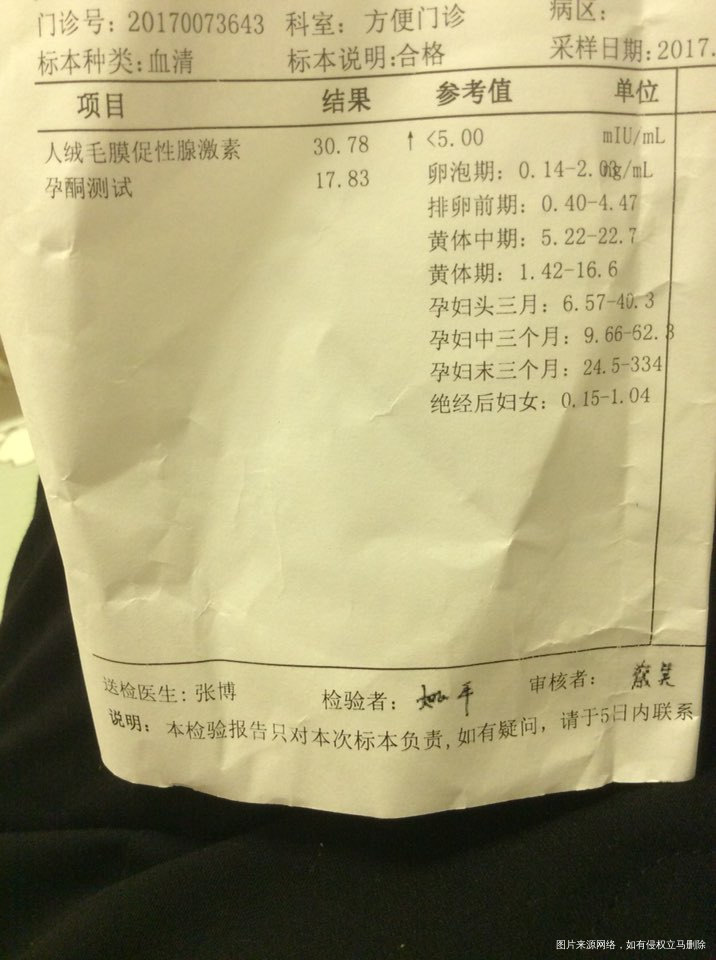 门诊号: 20170073643 科室: 方便门诊 病区:
标本种类:血清 标本说明:合格 采样日期:2017.
项目 结果 参考值 单位
人绒毛膜促性腺激素 30.78 ↑ <5.00 mIU/mL
孕酮测试 17.83 卵泡期: 0.14-2.03ng/mL
排卵前期: 0.40-4.47
黄体中期: 5.22-22.7
黄体期: 1.42-16.6
孕妇头三月: 6.57-40.3
孕妇中三个月: 9.66-62.3
孕妇末三个月: 24.5-334
绝经后妇女: 0.15-1.04
送检医生: 张博 检验者: 审核者:
说明: 本检验报告只对本次标本负责,如有疑问, 请于5日内联系
图片来源网络,如有侵权立马删除